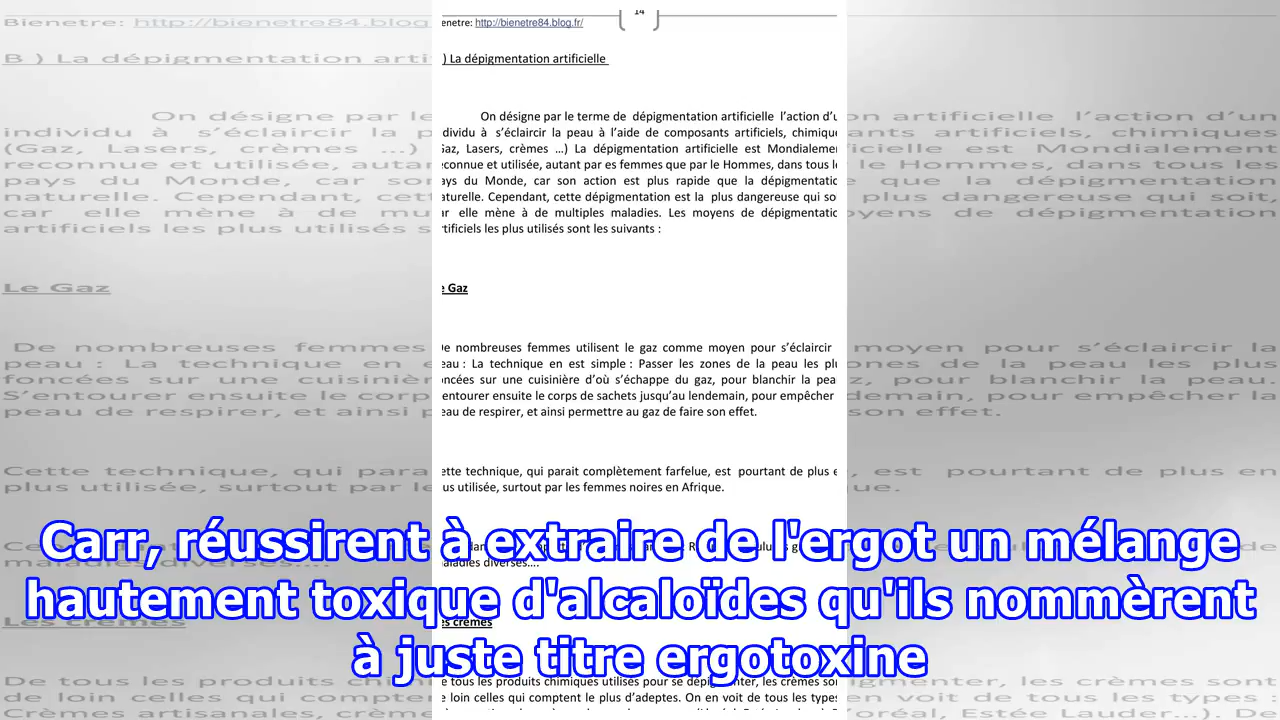 14
enetre: http://bienetre84.blog.fr/
) La dépigmentation artificielle
On désigne par le terme de dépigmentation artificielle l’action d’u
dividu à s’éclaircir la peau à l’aide de composants artificiels, chimique
Gaz, Lasers, crèmes …) La dépigmentation artificielle est Mondialemen
econnue et utilisée, autant par es femmes que par le Hommes, dans tous le
ays du Monde, car son action est plus rapide que la dépigmentatio
aturelle. Cependant, cette dépigmentation est la plus dangereuse qui so
ar elle mène à de multiples maladies. Les moyens de dépigmentatio
rtificiels les plus utilisés sont les suivants :
e Gaz
De nombreuses femmes utilisent le gaz comme moyen pour s’éclaircir
eau : La technique en est simple : Passer les zones de la peau les plu
oncées sur une cuisinière d’où s’échappe du gaz, pour blanchir la pea
entourer ensuite le corps de sachets jusqu’au lendemain, pour empêcher
eau de respirer, et ainsi permettre au gaz de faire son effet.
ette technique, qui parait complètement farfelue, est pourtant de plus e
lus utilisée, surtout par les femmes noires en Afrique.
aladies diverses….
es crèmes
e tous les produits chimiques utilisés pour se dépigmenter, les crèmes son
e loin celles qui comptent le plus d’adeptes. On en voit de tous les types
Carr, réussirent à extraire de l'ergot un mélange
hautement toxique d'alcaloïdes qu'ils nommèrent
à juste titre ergotoxine